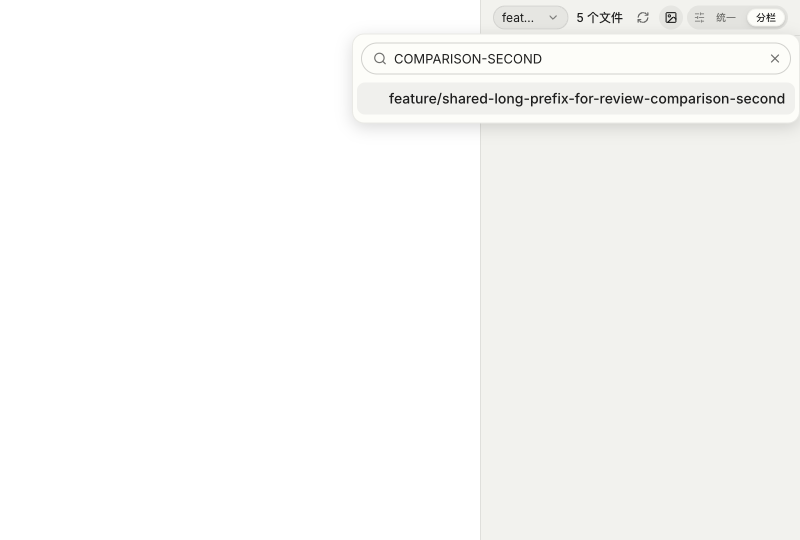 feat... 5 个文件 统一 分栏
COMPARISON-SECOND
feature/shared-long-prefix-for-review-comparison-second